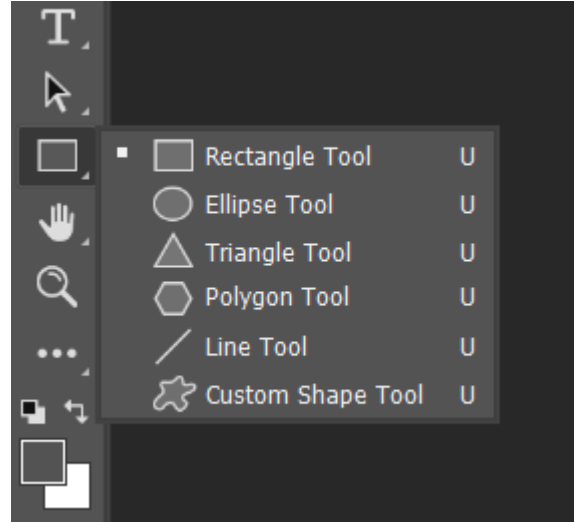 T
Rectangle Tool U
Ellipse Tool U
Triangle Tool U
Polygon Tool U
Line Tool U
Custom Shape Tool U